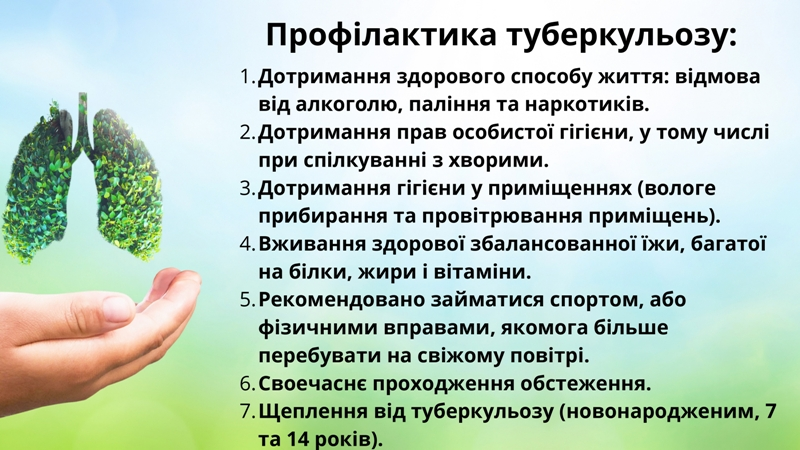 Профілактика туберкульозу:
1. Дотримання здорового способу життя: відмова
від алкоголю, паління та наркотиків.
2. Дотримання прав особистої гігієни, у тому числі
при спілкуванні з хворими.
3. Дотримання гігієни у приміщеннях (вологе
прибирання та провітрювання приміщень).
4. Вживання здорової збалансованної їжи, багатої
на білки, жири і вітаміни.
5. Рекомендовано займатися спортом, або
фізичними вправами, якомога більше
перебувати на свіжому повітрі.
6. Своечаснє проходження обстеження.
7. Щеплення від туберкульозу (новонародженим, 7
та 14 років).